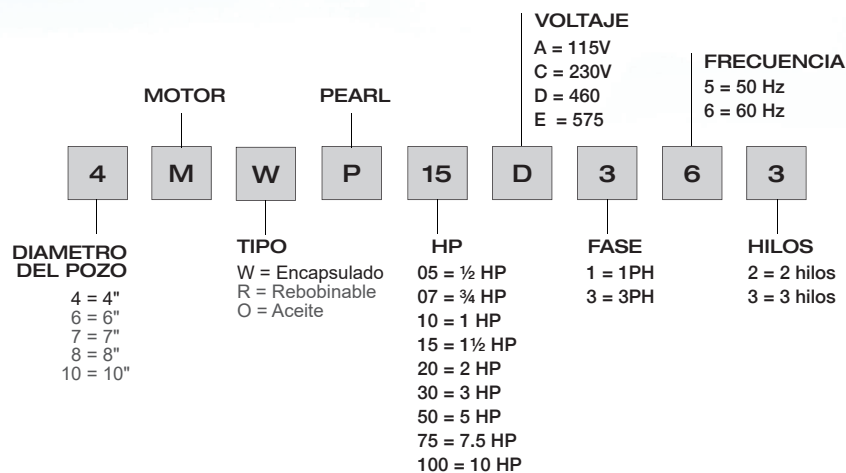 VOLTAJE
A = 115V
C = 230V
D = 460
E = 575
FRECUENCIA
5 = 50 Hz
6 = 60 Hz
MOTOR
PEARL
4 M W P 15 D 3 6 3
DIAMETRO
DEL POZO
4 = 4"
6 = 6"
7 = 7"
8 = 8"
10 = 10"
TIPO
W = Encapsulado
R = Rebobinable
O = Aceite
HP
05 = ½ HP
07 = ¾ HP
10 = 1 HP
15 = 1½ HP
20 = 2 HP
30 = 3 HP
50 = 5 HP
75 = 7.5 HP
100 = 10 HP
FASE
1 = 1PH
3 = 3PH
HILOS
2 = 2 hilos
3 = 3 hilos